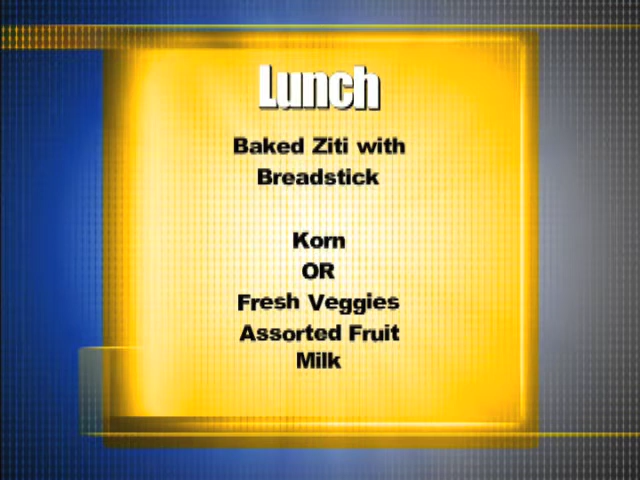 Lunch
Baked Ziti with
Breadstick
Korn
OR
Fresh Veggies
Assorted Fruit
Milk